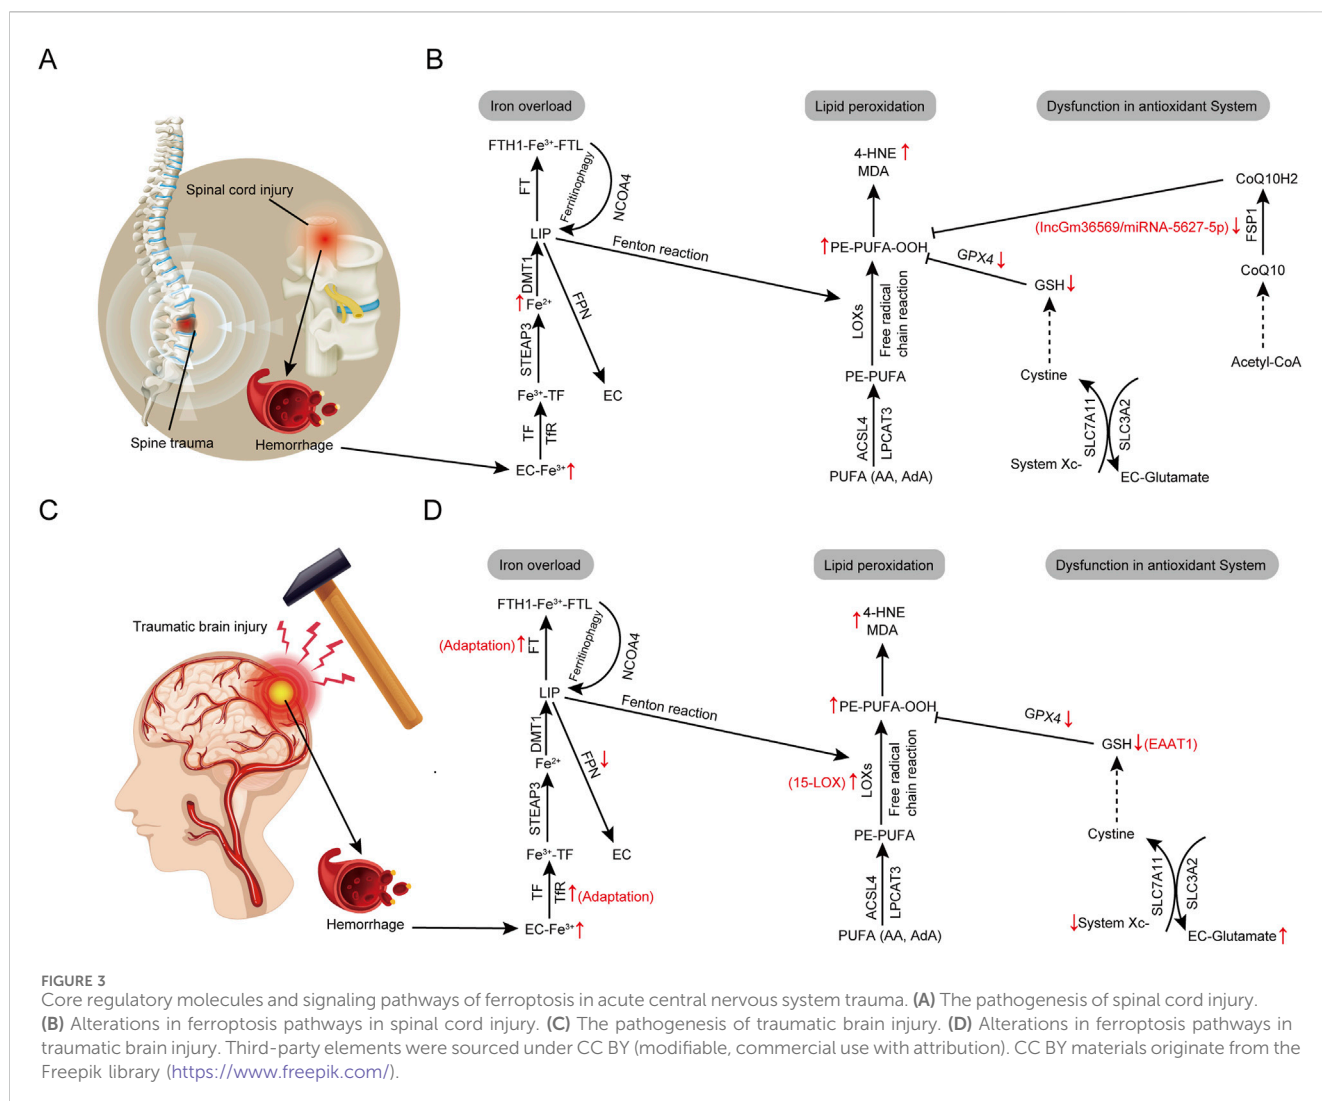 A
Spinal cord injury
Spine trauma
Hemorrhage
B
Iron overload
Lipid peroxidation
Dysfunction in antioxidant System
FTH1-Fe³⁺-FTL
Ferritinophagy
NCOA4
FT
LIP
Fenton reaction
DMT1
↑Fe²⁺
FPN
STEAP3
EC
Fe³⁺-TF
TF
TfR
EC-Fe³⁺↑
4-HNE ↑
MDA
↑PE-PUFA-OOH
LOXs
Free radical
chain reaction
PE-PUFA
ACSL4
LPCAT3
PUFA (AA, AdA)
CoQ10H2
(lncGm36569/miRNA-5627-5p)↓
FSP1
GPX4↓
CoQ10
GSH↓
Acetyl-CoA
Cystine
SLC7A11
SLC3A2
System Xc-
EC-Glutamate
C
Traumatic brain injury
Hemorrhage
D
Iron overload
Lipid peroxidation
Dysfunction in antioxidant System
FTH1-Fe³⁺-FTL
(Adaptation)↑
FT
Ferritinophagy
NCOA4
LIP
Fenton reaction
DMT1
Fe²⁺
FPN↓
STEAP3
EC
Fe³⁺-TF
TF
TfR
↑(Adaptation)
EC-Fe³⁺↑
↑4-HNE
MDA
↑PE-PUFA-OOH
(15-LOX)↑
LOXs
Free radical
chain reaction
PE-PUFA
ACSL4
LPCAT3
PUFA (AA, AdA)
GPX4↓
GSH↓(EAAT1)
Cystine
SLC7A11
SLC3A2
↓System Xc-
EC-Glutamate↑
FIGURE 3
Core regulatory molecules and signaling pathways of ferroptosis in acute central nervous system trauma. (A) The pathogenesis of spinal cord injury.
(B) Alterations in ferroptosis pathways in spinal cord injury. (C) The pathogenesis of traumatic brain injury. (D) Alterations in ferroptosis pathways in
traumatic brain injury. Third-party elements were sourced under CC BY (modifiable, commercial use with attribution). CC BY materials originate from the
Freepik library (https://www.freepik.com/).